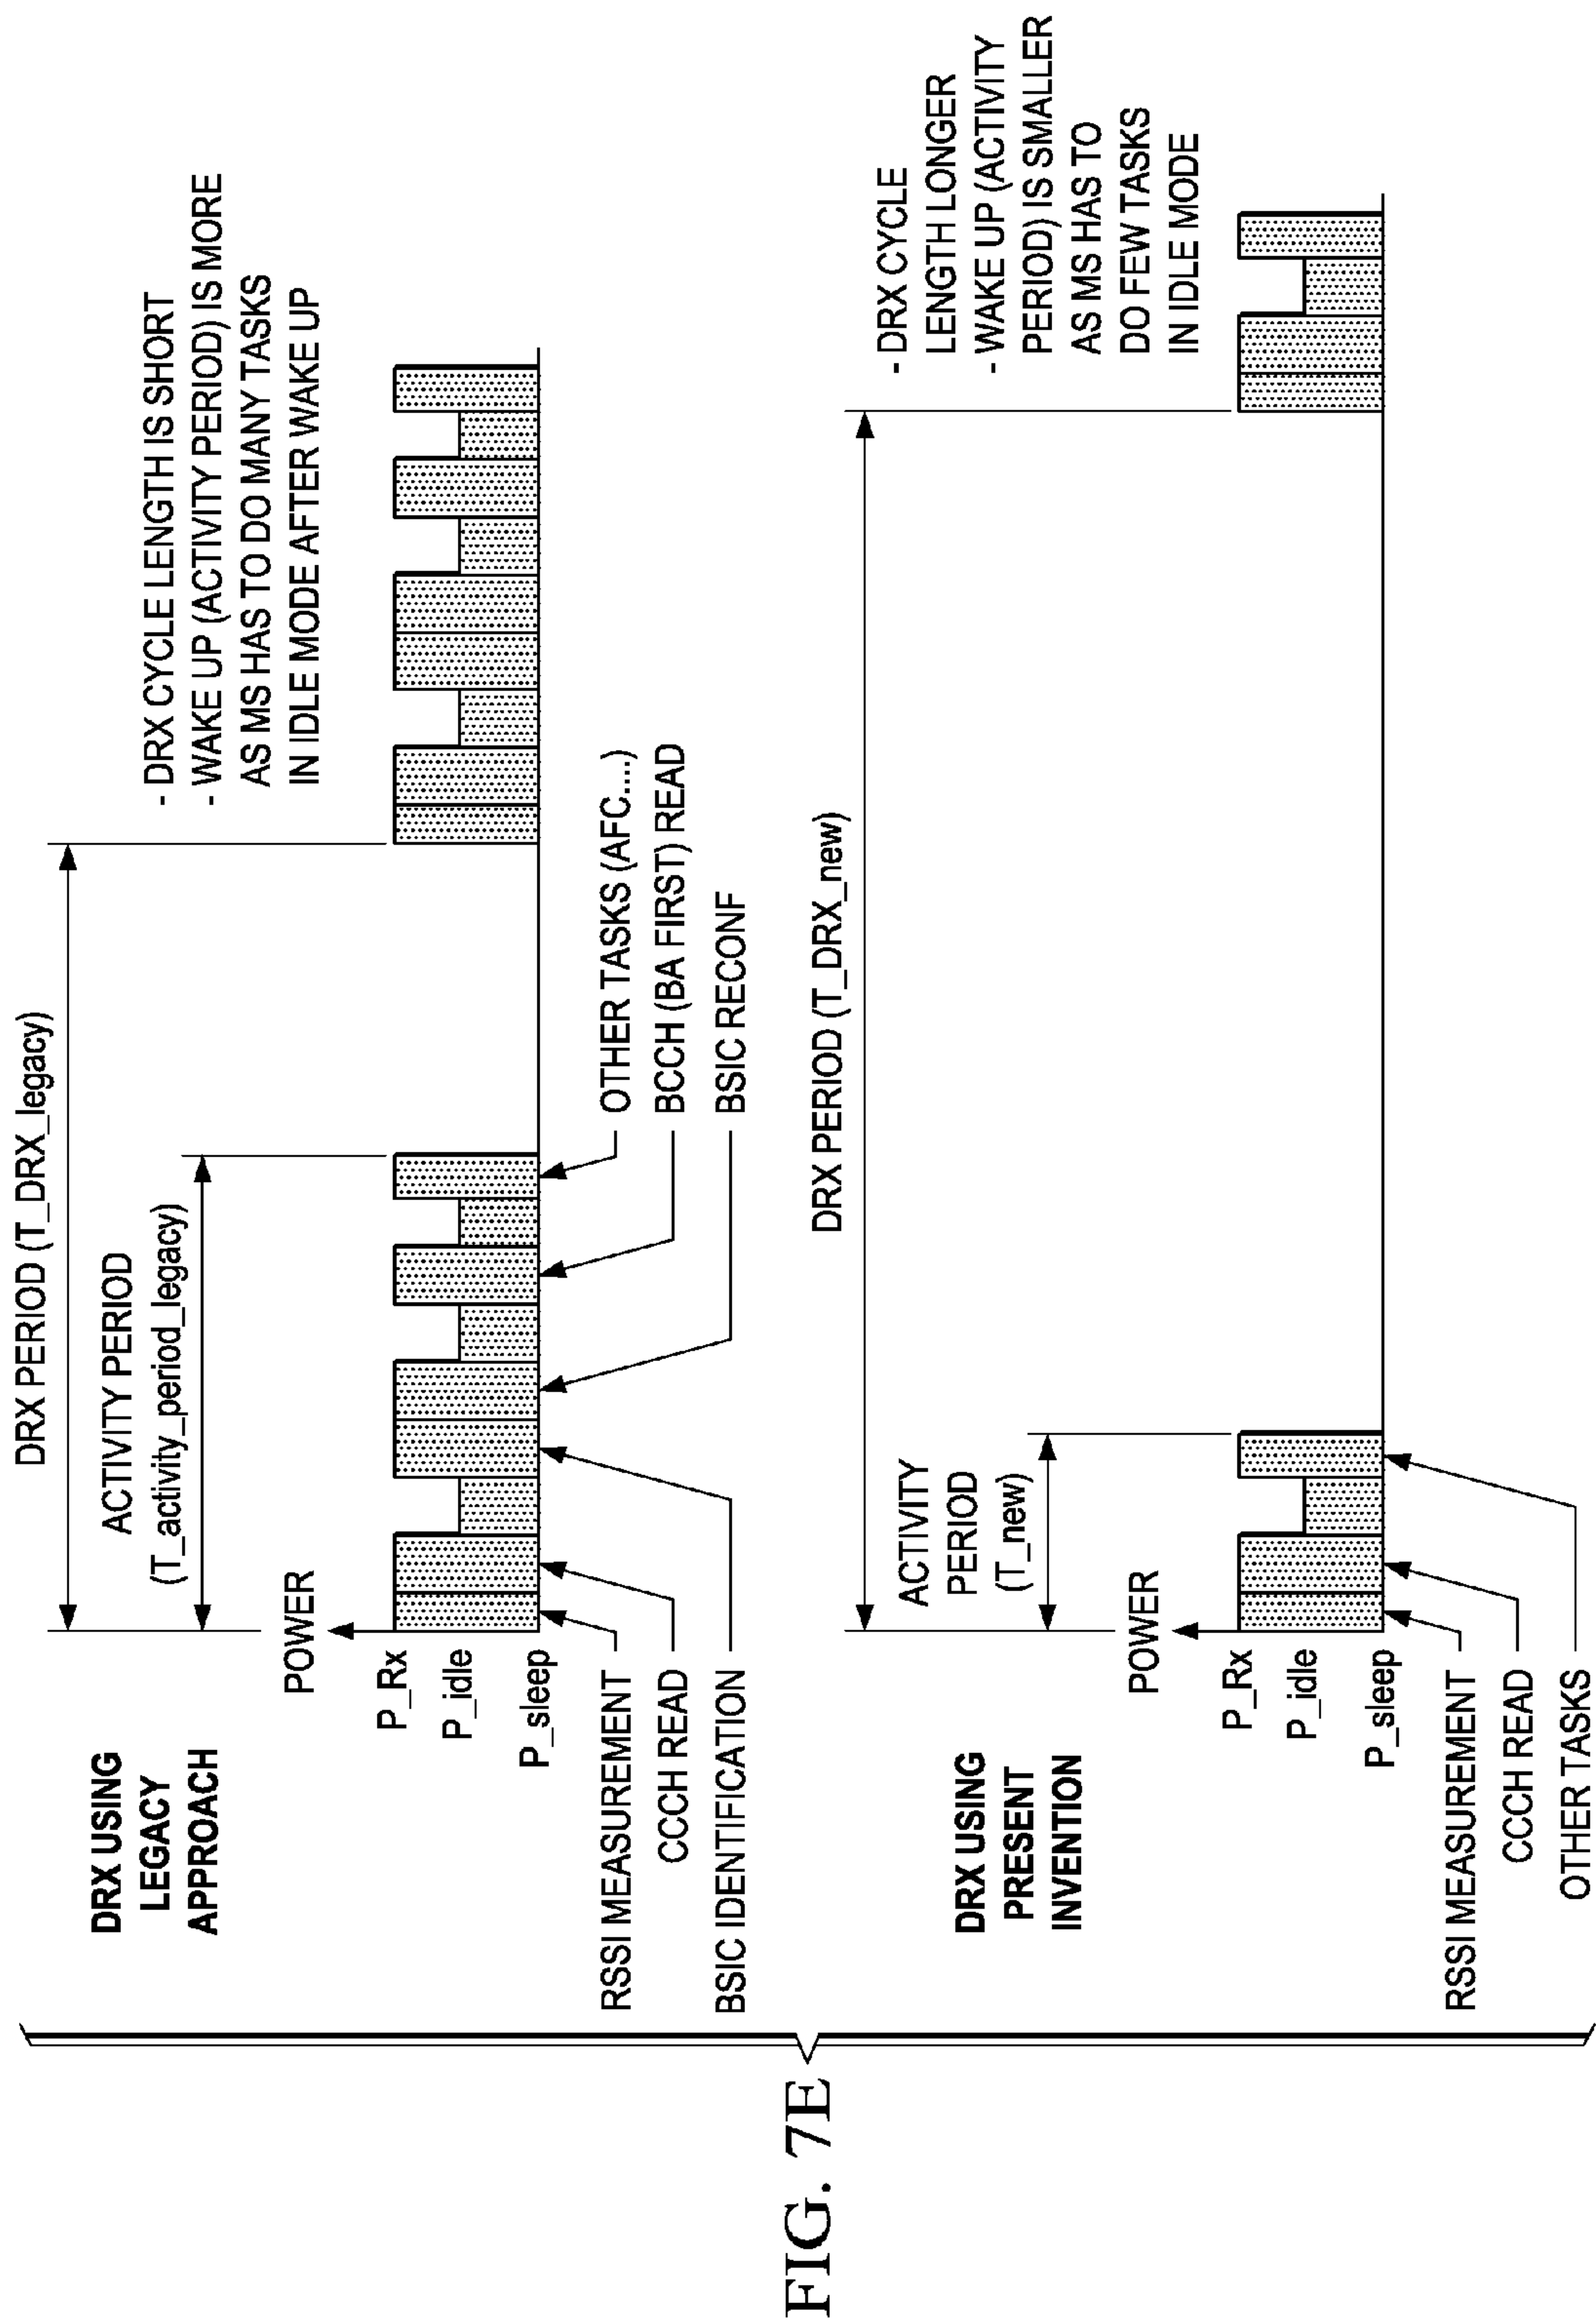 DRX USING
LEGACY
APPROACH
DRX PERIOD (T_DRX_legacy)
ACTIVITY PERIOD
(T_activity_period_legacy)
POWER
P_Rx
P_idle
P_sleep
- DRX CYCLE LENGTH IS SHORT
- WAKE UP (ACTIVITY PERIOD) IS MORE
AS MS HAS TO DO MANY TASKS
IN IDLE MODE AFTER WAKE UP
RSSI MEASUREMENT
CCCH READ
BSIC IDENTIFICATION
OTHER TASKS (AFC....)
BCCH (BA FIRST) READ
BSIC RECONF
DRX USING
PRESENT
INVENTION
DRX PERIOD (T_DRX_new)
ACTIVITY
PERIOD
(T_new)
POWER
P_Rx
P_idle
P_sleep
- DRX CYCLE
LENGTH LONGER
- WAKE UP (ACTIVITY
PERIOD) IS SMALLER
AS MS HAS TO
DO FEW TASKS
IN IDLE MODE
RSSI MEASUREMENT
CCCH READ
OTHER TASKS
FIG. 7E